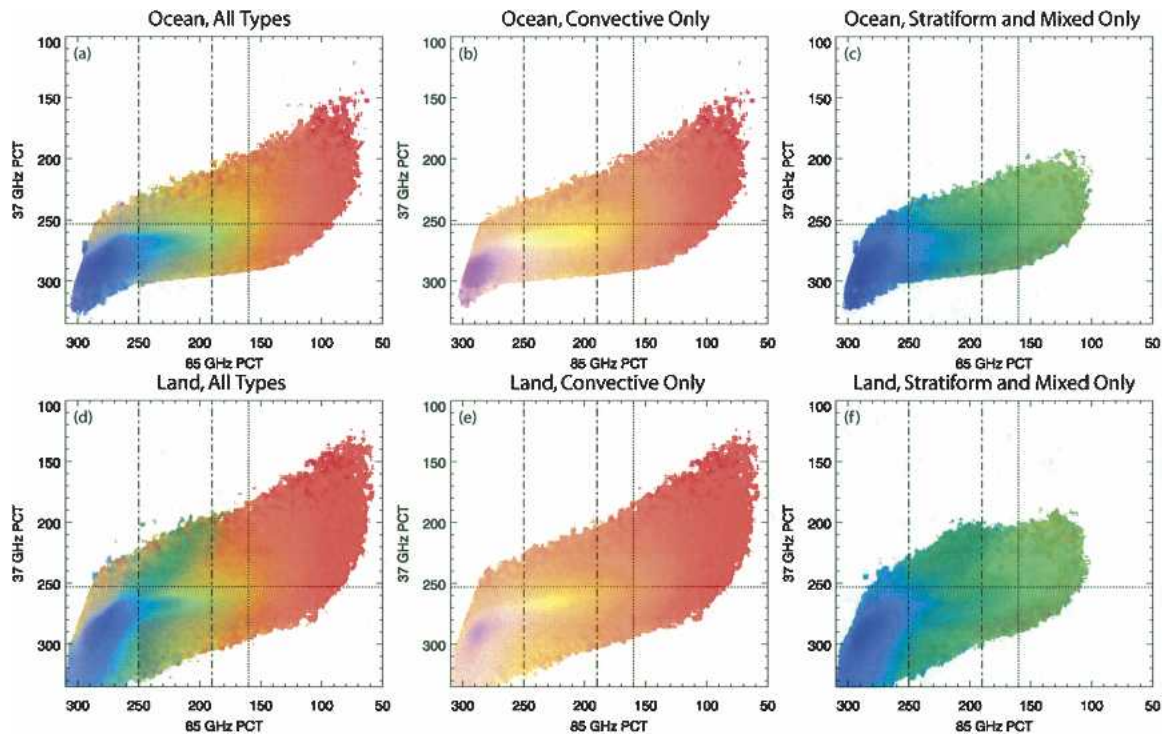 Ocean, All Types
Ocean, Convective Only
Ocean, Stratiform and Mixed Only
(a)
(b)
(c)
100
150
200
250
300
37 GHz PCT
100
150
200
250
300
37 GHz PCT
100
150
200
250
300
37 GHz PCT
300 250 200 150 100 50
300 250 200 150 100 50
300 250 200 150 100 50
85 GHz PCT
85 GHz PCT
85 GHz PCT
Land, All Types
Land, Convective Only
Land, Stratiform and Mixed Only
(d)
(e)
(f)
100
150
200
250
300
37 GHz PCT
100
150
200
250
300
37 GHz PCT
100
150
200
250
300
37 GHz PCT
300 250 200 150 100 50
300 250 200 150 100 50
300 250 200 150 100 50
85 GHz PCT
85 GHz PCT
85 GHz PCT